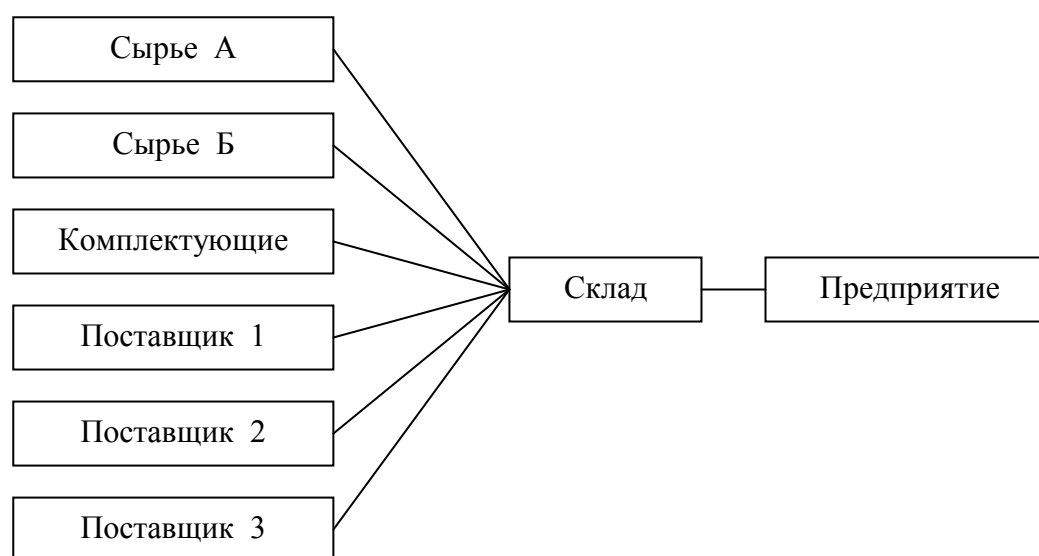 Сырье А
Сырье Б
Комплектующие
Поставщик 1
Поставщик 2
Поставщик 3
Склад
Предприятие